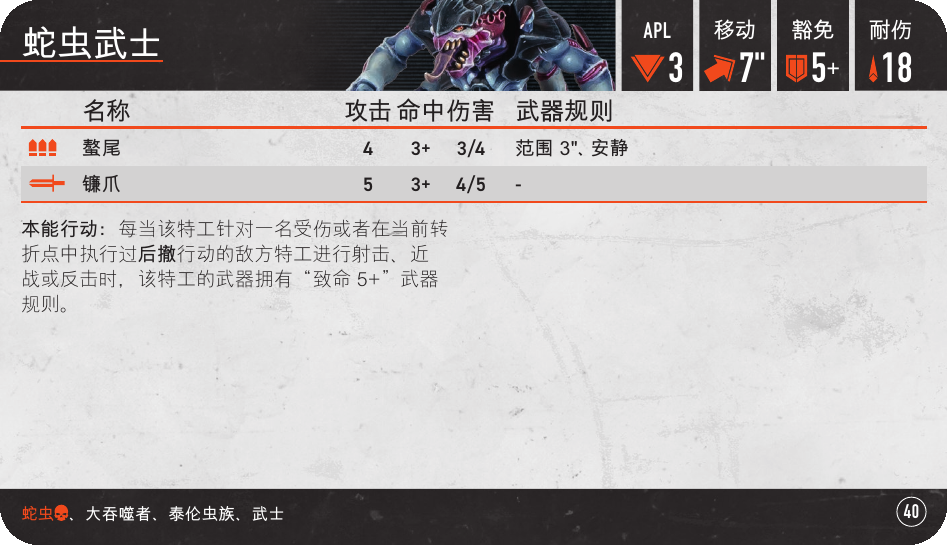 蛇虫武士
APL 移动 豁免 耐伤
3 7" 5+ 18
名称 攻击 命中 伤害 武器规则
螯尾 4 3+ 3/4 范围 3"、安静
镰爪 5 3+ 4/5 -
本能行动：每当该特工针对一名受伤或者在当前转
折点中执行过后撤行动的敌方特工进行射击、近
战或反击时，该特工的武器拥有“致命 5+”武器
规则。
蛇虫、大吞噬者、泰伦虫族、武士
40